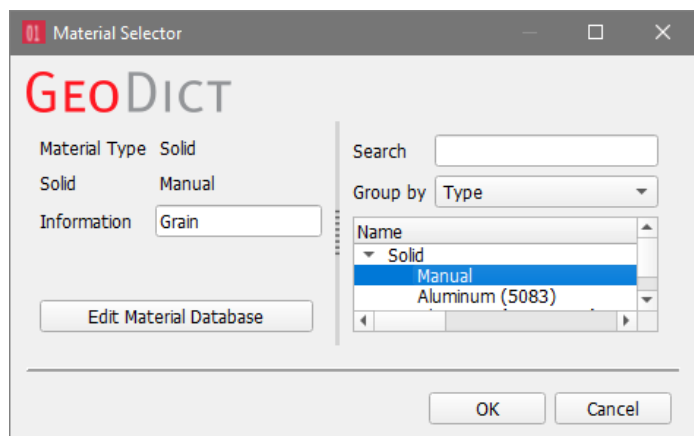 01 Material Selector
GEODICT
Material Type Solid
Solid Manual
Information Grain
Edit Material Database
Search
Group by Type
Name
Solid
Manual
Aluminum (5083)
OK Cancel